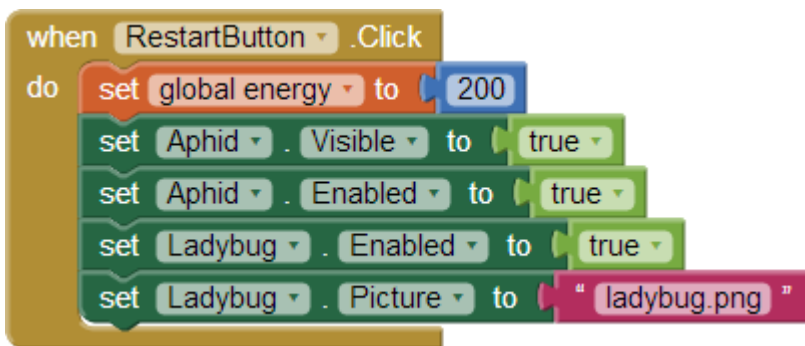 when RestartButton .Click
do set global energy to 200
set Aphid . Visible to true
set Aphid . Enabled to true
set Ladybug . Enabled to true
set Ladybug . Picture to " ladybug.png "